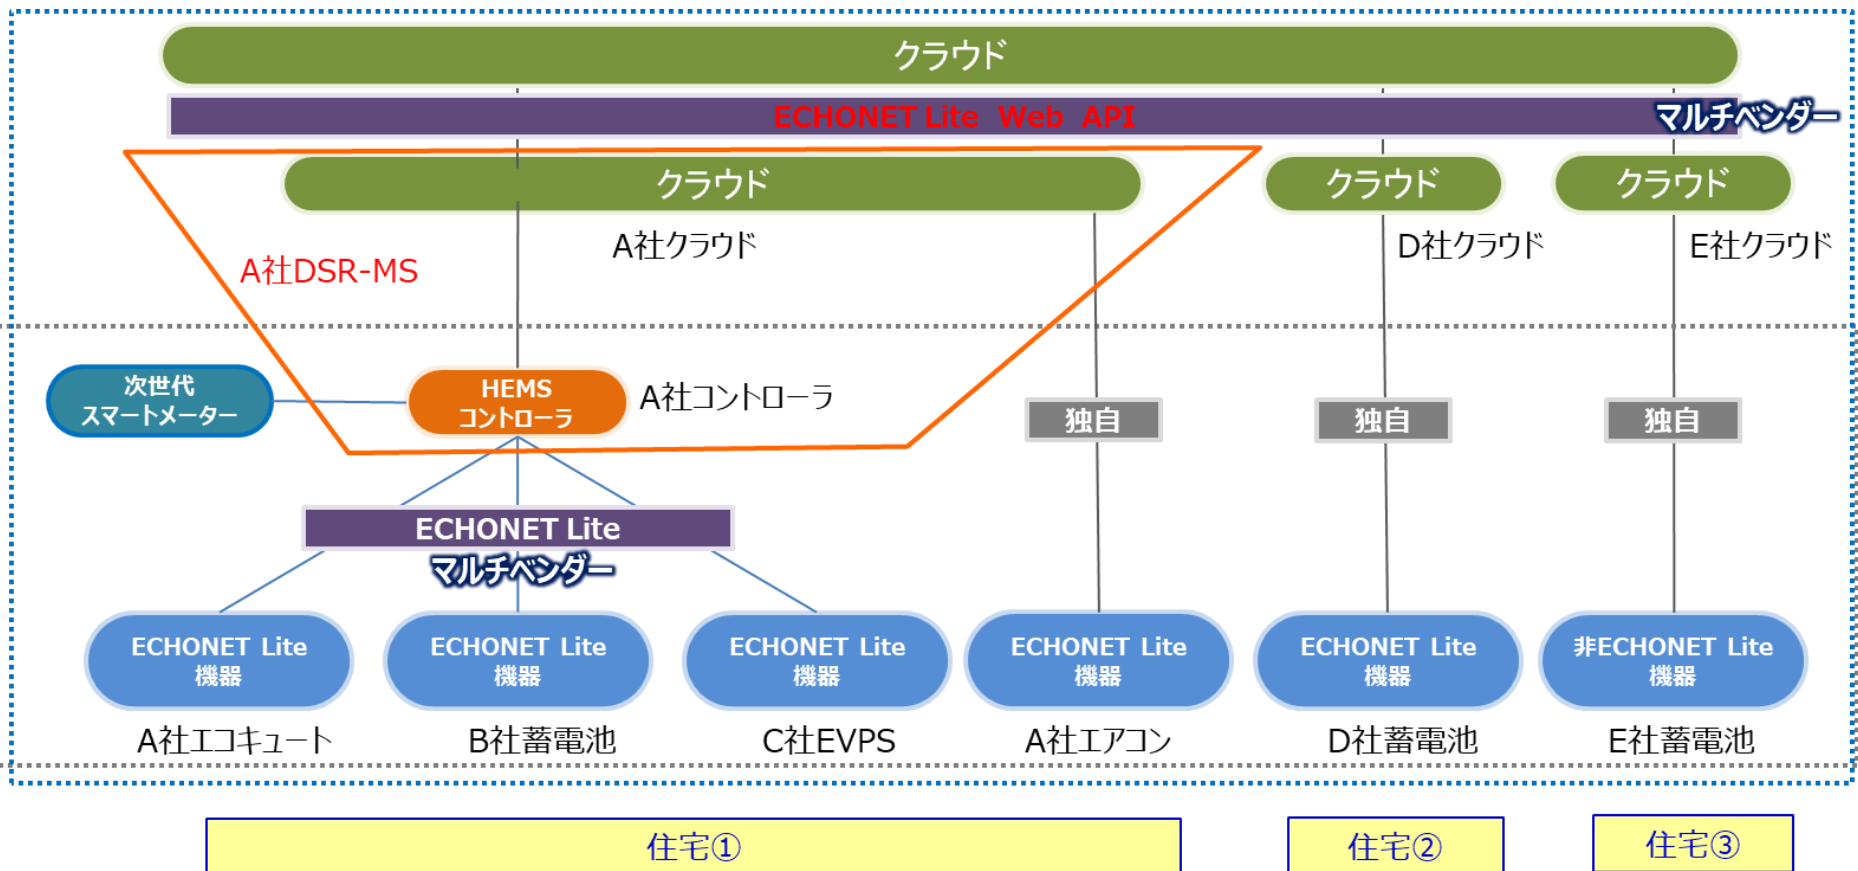 クラウド
ECHONET Lite Web API
マルチベンダー
クラウド
クラウド
クラウド
A社クラウド
D社クラウド
E社クラウド
A社DSR-MS
次世代
スマートメーター
HEMS
コントローラ
A社コントローラ
独自
独自
独自
ECHONET Lite
マルチベンダー
ECHONET Lite
機器
ECHONET Lite
機器
ECHONET Lite
機器
ECHONET Lite
機器
ECHONET Lite
機器
非ECHONET Lite
機器
A社エコキュート
B社蓄電池
C社EVPS
A社エアコン
D社蓄電池
E社蓄電池
住宅①
住宅②
住宅③